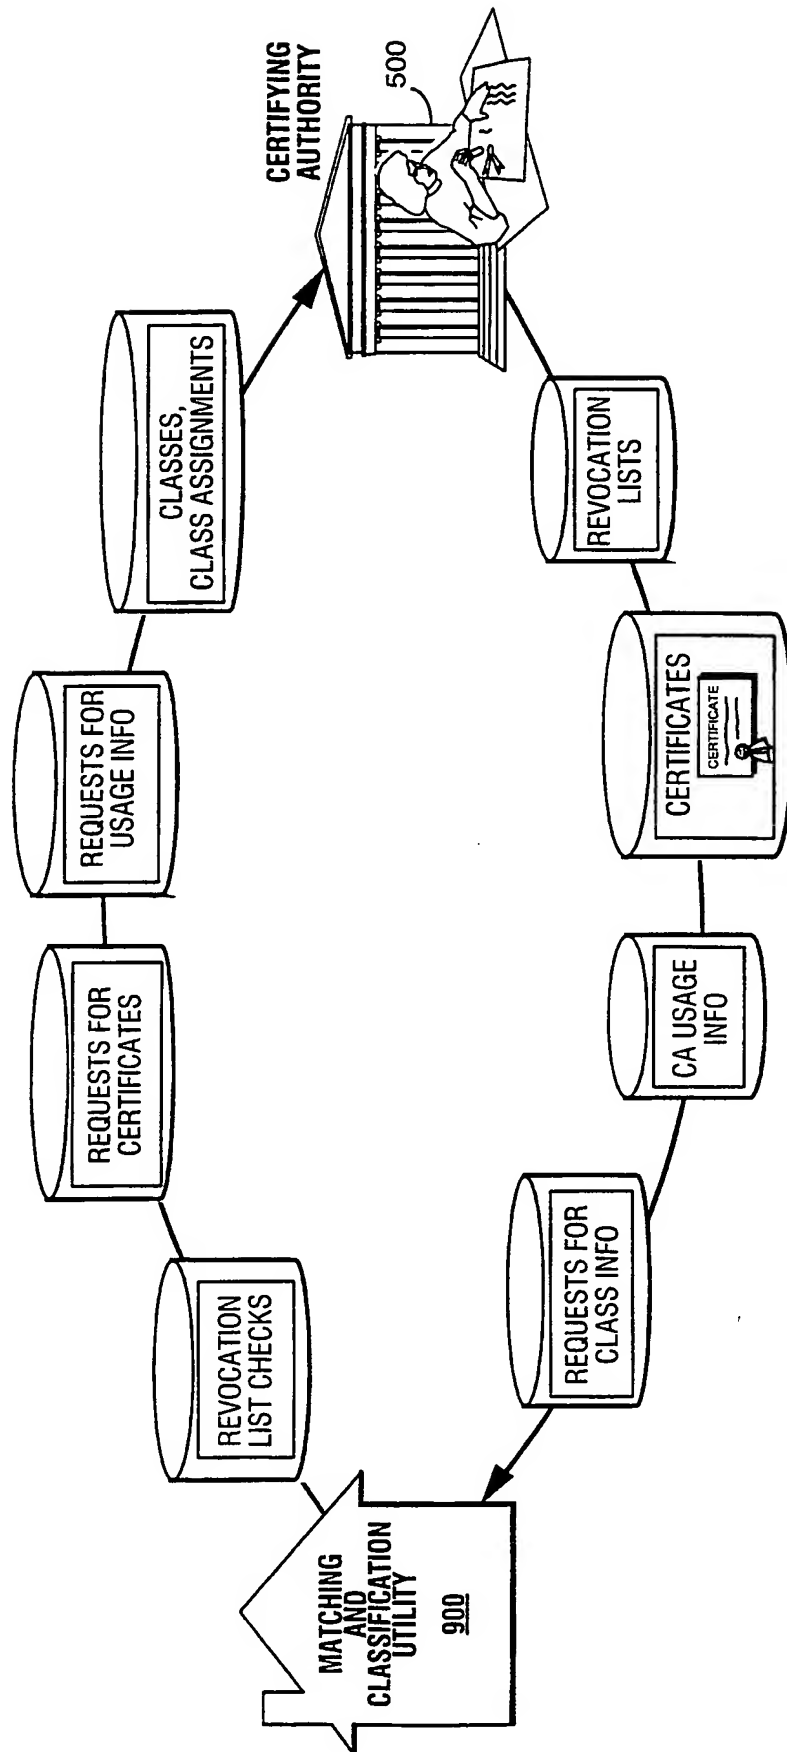 MATCHING
AND
CLASSIFICATION
UTILITY
900
REVOCATION
LIST CHECKS
REQUESTS FOR
CERTIFICATES
REQUESTS FOR
USAGE INFO
CLASSES,
CLASS ASSIGNMENTS
CERTIFYING
AUTHORITY
500
REVOCATION
LISTS
CERTIFICATES
CERTIFICATE
CA USAGE
INFO
REQUESTS FOR
CLASS INFO